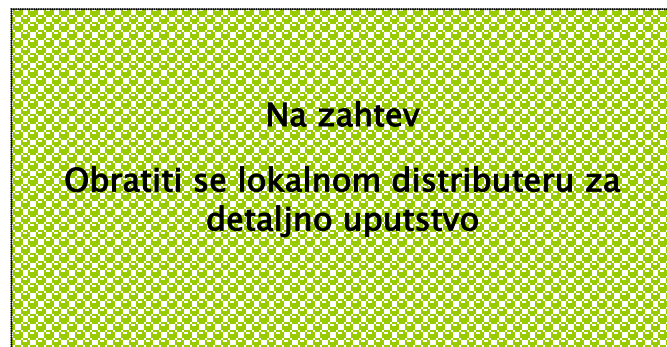 Na zahtev
Obratiti se lokalnom distributeru za
detaljno uputstvo